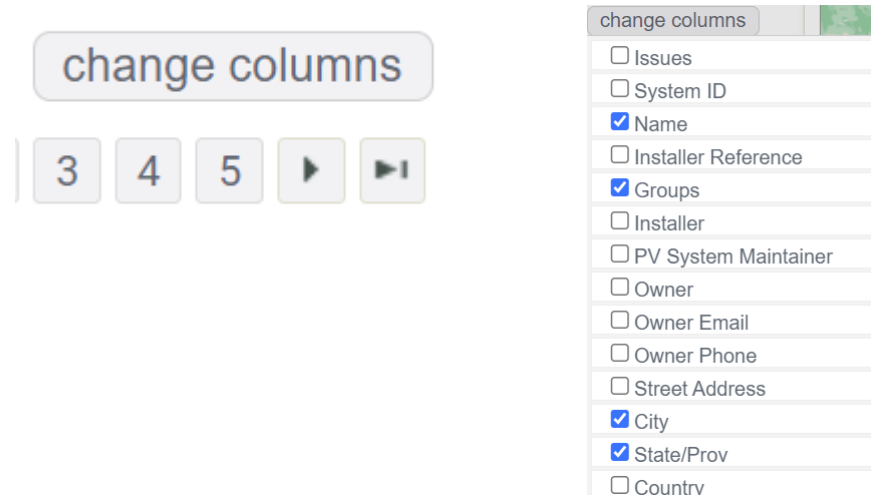 change columns
3 4 5
change columns
Issues
System ID
Name
Installer Reference
Groups
Installer
PV System Maintainer
Owner
Owner Email
Owner Phone
Street Address
City
State/Prov
Country